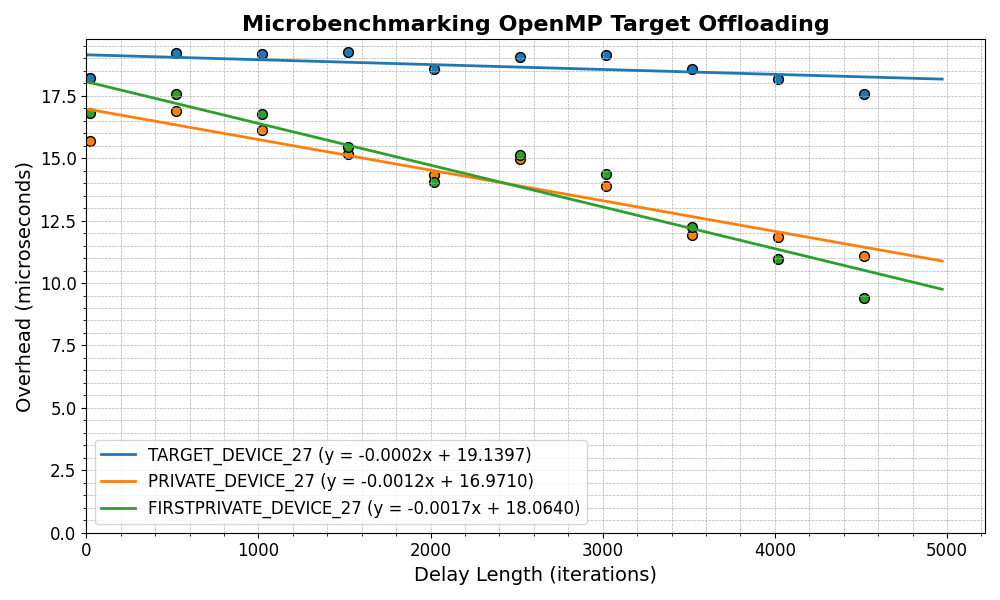 Microbenchmarking OpenMP Target Offloading
Overhead (microseconds)
17.5
15.0
12.5
10.0
7.5
5.0
2.5
0.0
TARGET_DEVICE_27 (y = -0.0002x + 19.1397)
PRIVATE_DEVICE_27 (y = -0.0012x + 16.9710)
FIRSTPRIVATE_DEVICE_27 (y = -0.0017x + 18.0640)
0 1000 2000 3000 4000 5000
Delay Length (iterations)